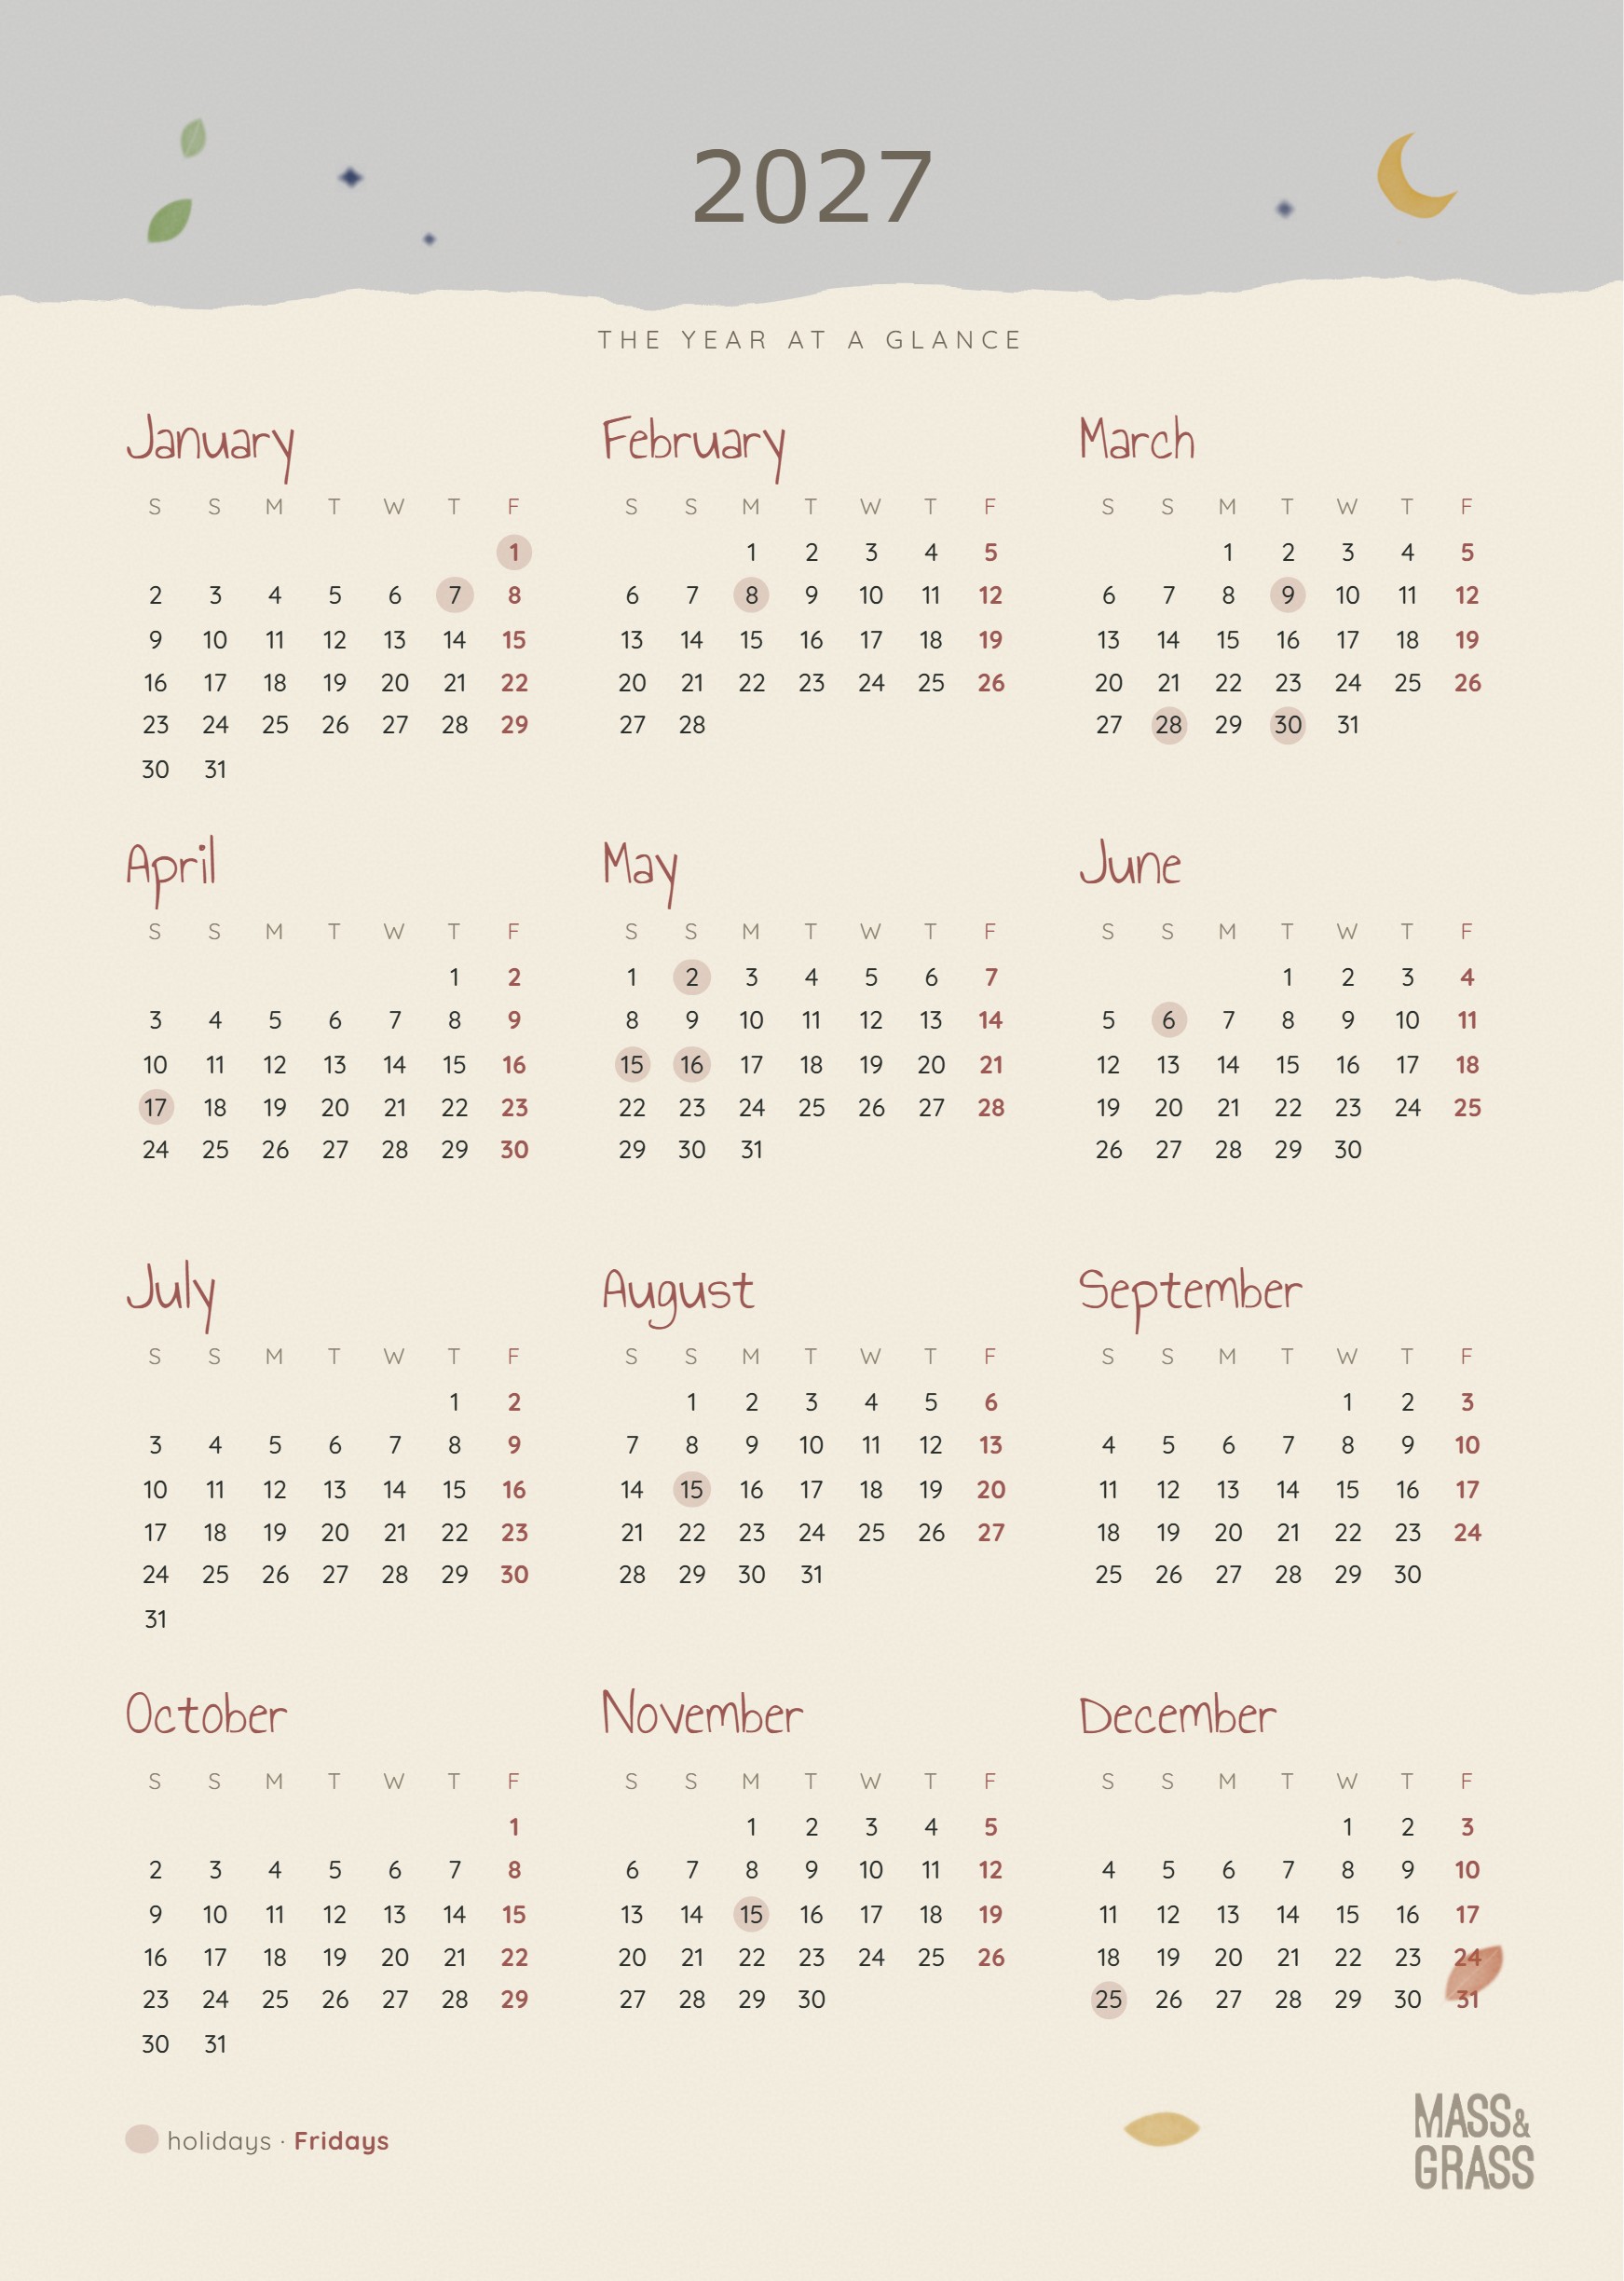 2027
THE YEAR AT A GLANCE
January
S S M T W T F
1
2 3 4 5 6 7 8
9 10 11 12 13 14 15
16 17 18 19 20 21 22
23 24 25 26 27 28 29
30 31
February
S S M T W T F
1 2 3 4 5
6 7 8 9 10 11 12
13 14 15 16 17 18 19
20 21 22 23 24 25 26
27 28
March
S S M T W T F
1 2 3 4 5
6 7 8 9 10 11 12
13 14 15 16 17 18 19
20 21 22 23 24 25 26
27 28 29 30 31
April
S S M T W T F
1 2
3 4 5 6 7 8 9
10 11 12 13 14 15 16
17 18 19 20 21 22 23
24 25 26 27 28 29 30
May
S S M T W T F
1 2 3 4 5 6 7
8 9 10 11 12 13 14
15 16 17 18 19 20 21
22 23 24 25 26 27 28
29 30 31
June
S S M T W T F
1 2 3 4
5 6 7 8 9 10 11
12 13 14 15 16 17 18
19 20 21 22 23 24 25
26 27 28 29 30
July
S S M T W T F
1 2
3 4 5 6 7 8 9
10 11 12 13 14 15 16
17 18 19 20 21 22 23
24 25 26 27 28 29 30
31
August
S S M T W T F
1 2 3 4 5 6
7 8 9 10 11 12 13
14 15 16 17 18 19 20
21 22 23 24 25 26 27
28 29 30 31
September
S S M T W T F
1 2 3
4 5 6 7 8 9 10
11 12 13 14 15 16 17
18 19 20 21 22 23 24
25 26 27 28 29 30
October
S S M T W T F
1
2 3 4 5 6 7 8
9 10 11 12 13 14 15
16 17 18 19 20 21 22
23 24 25 26 27 28 29
30 31
November
S S M T W T F
1 2 3 4 5
6 7 8 9 10 11 12
13 14 15 16 17 18 19
20 21 22 23 24 25 26
27 28 29 30
December
S S M T W T F
1 2 3
4 5 6 7 8 9 10
11 12 13 14 15 16 17
18 19 20 21 22 23 24
25 26 27 28 29 30 31
holidays · Fridays
MASS&
GRASS